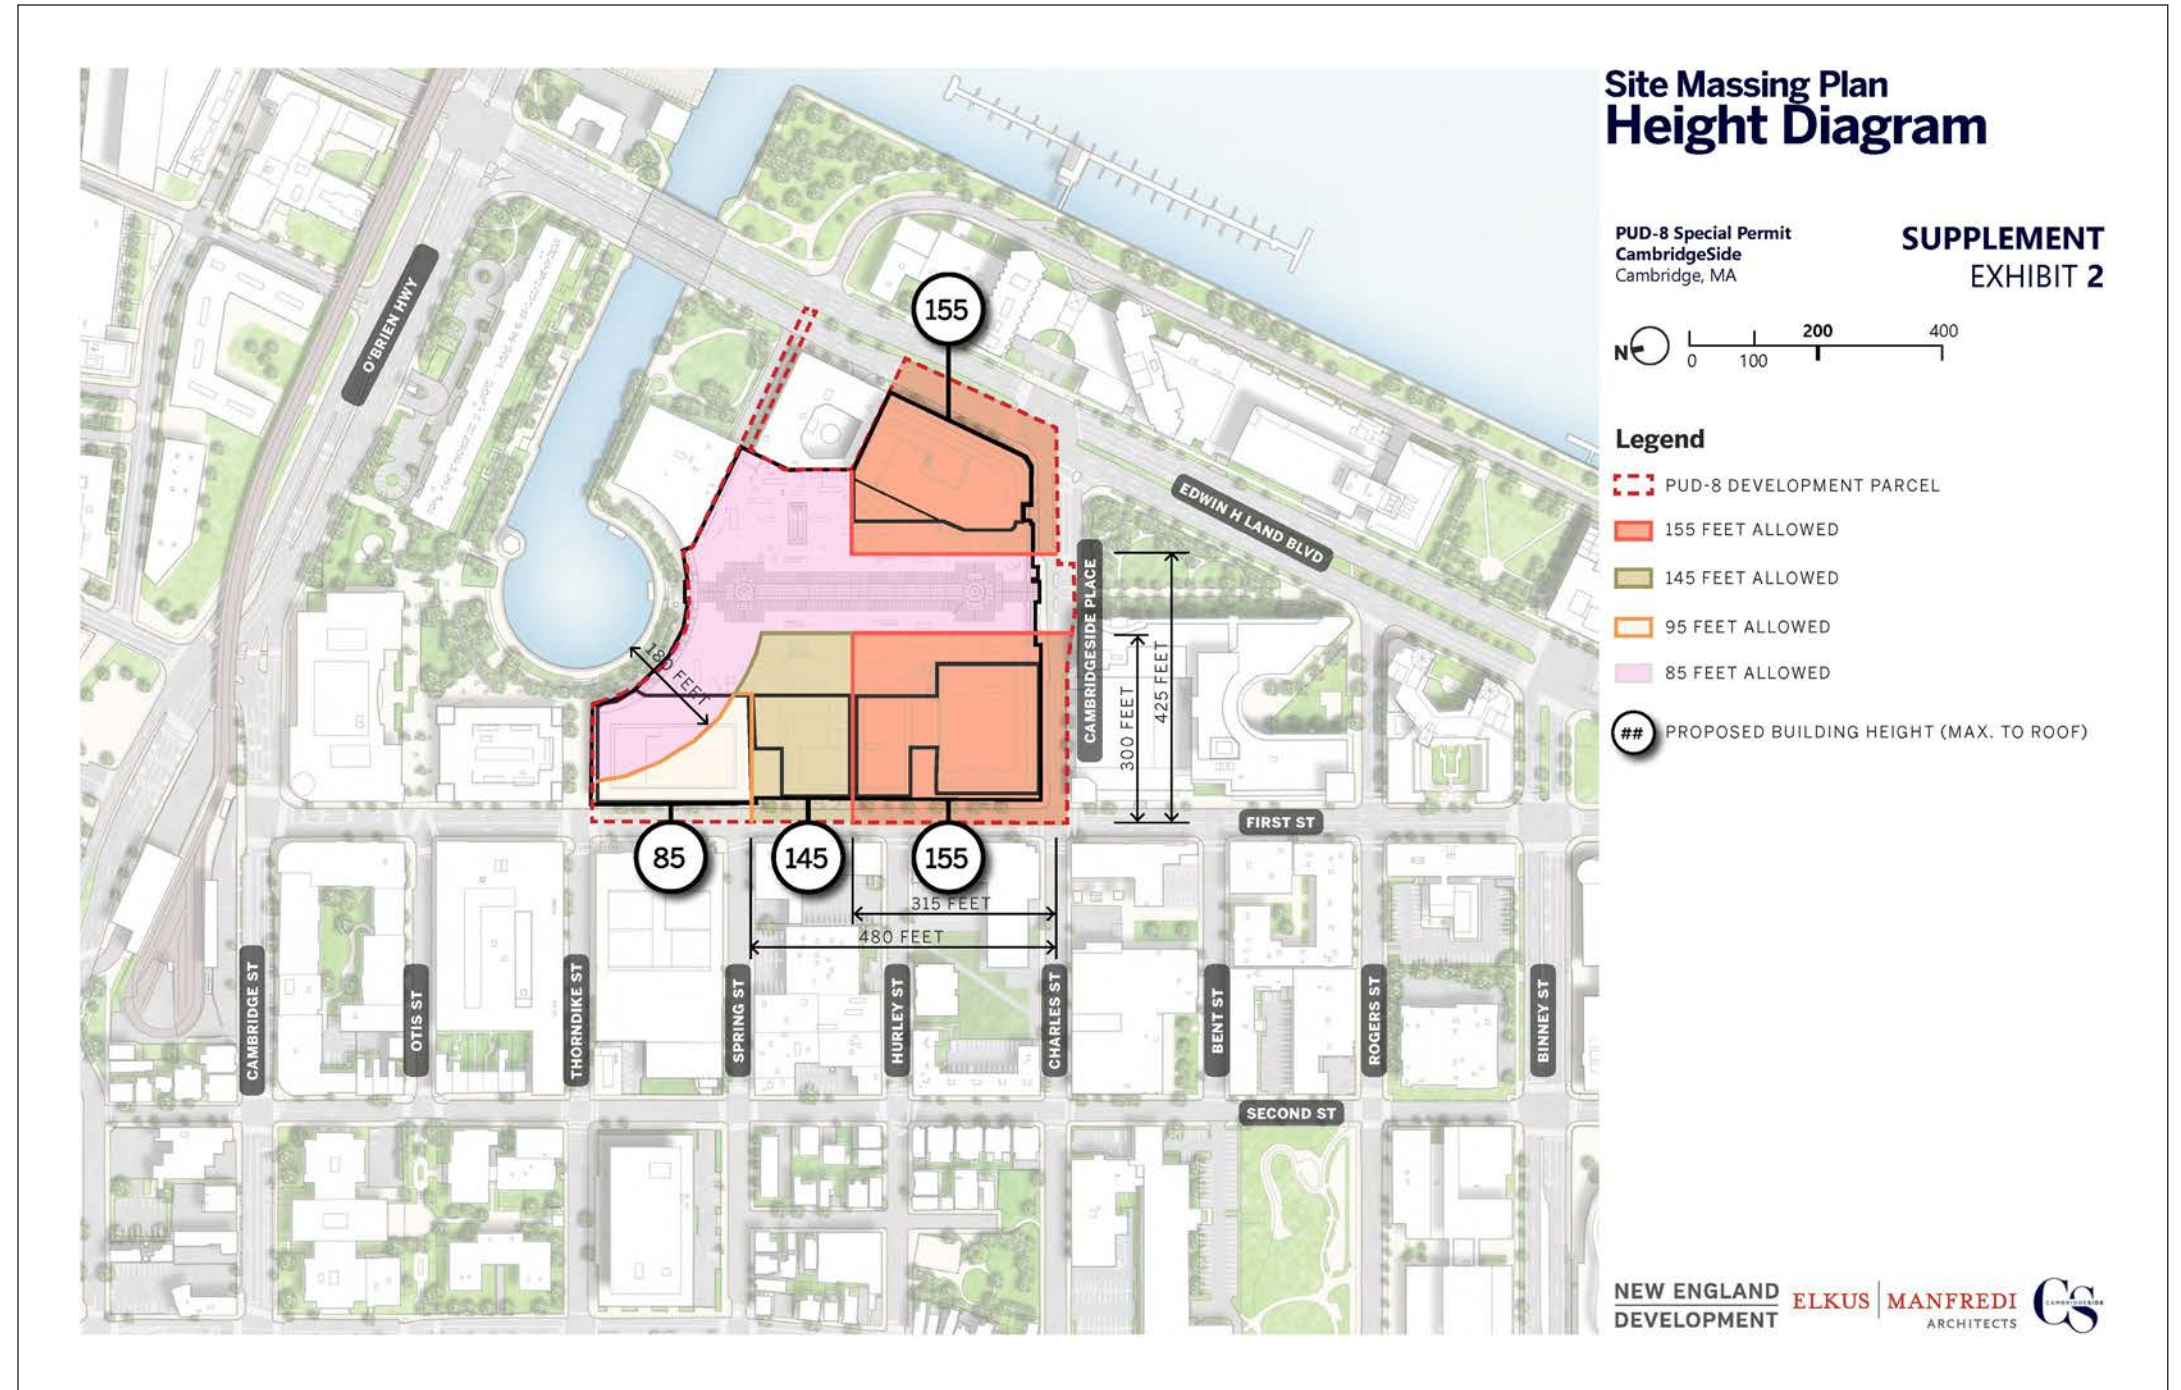 Site Massing Plan
Height Diagram
PUD-8 Special Permit
CambridgeSide
Cambridge, MA
SUPPLEMENT
EXHIBIT 2
N
0
100
200
400
Legend
PUD-8 DEVELOPMENT PARCEL
155 FEET ALLOWED
145 FEET ALLOWED
95 FEET ALLOWED
85 FEET ALLOWED
## PROPOSED BUILDING HEIGHT (MAX. TO ROOF)
O'BRIEN HWY
155
EDWIN H LAND BLVD
CAMBRIDGESIDE PLACE
180 FEET
300 FEET
425 FEET
FIRST ST
85
145
155
315 FEET
480 FEET
CAMBRIDGE ST
OTIS ST
THORNDIKE ST
SPRING ST
HURLEY ST
CHARLES ST
BENT ST
ROGERS ST
BINNEY ST
SECOND ST
NEW ENGLAND
DEVELOPMENT
ELKUS MANFREDI
ARCHITECTS
CS
CAMBRIDGESIDE